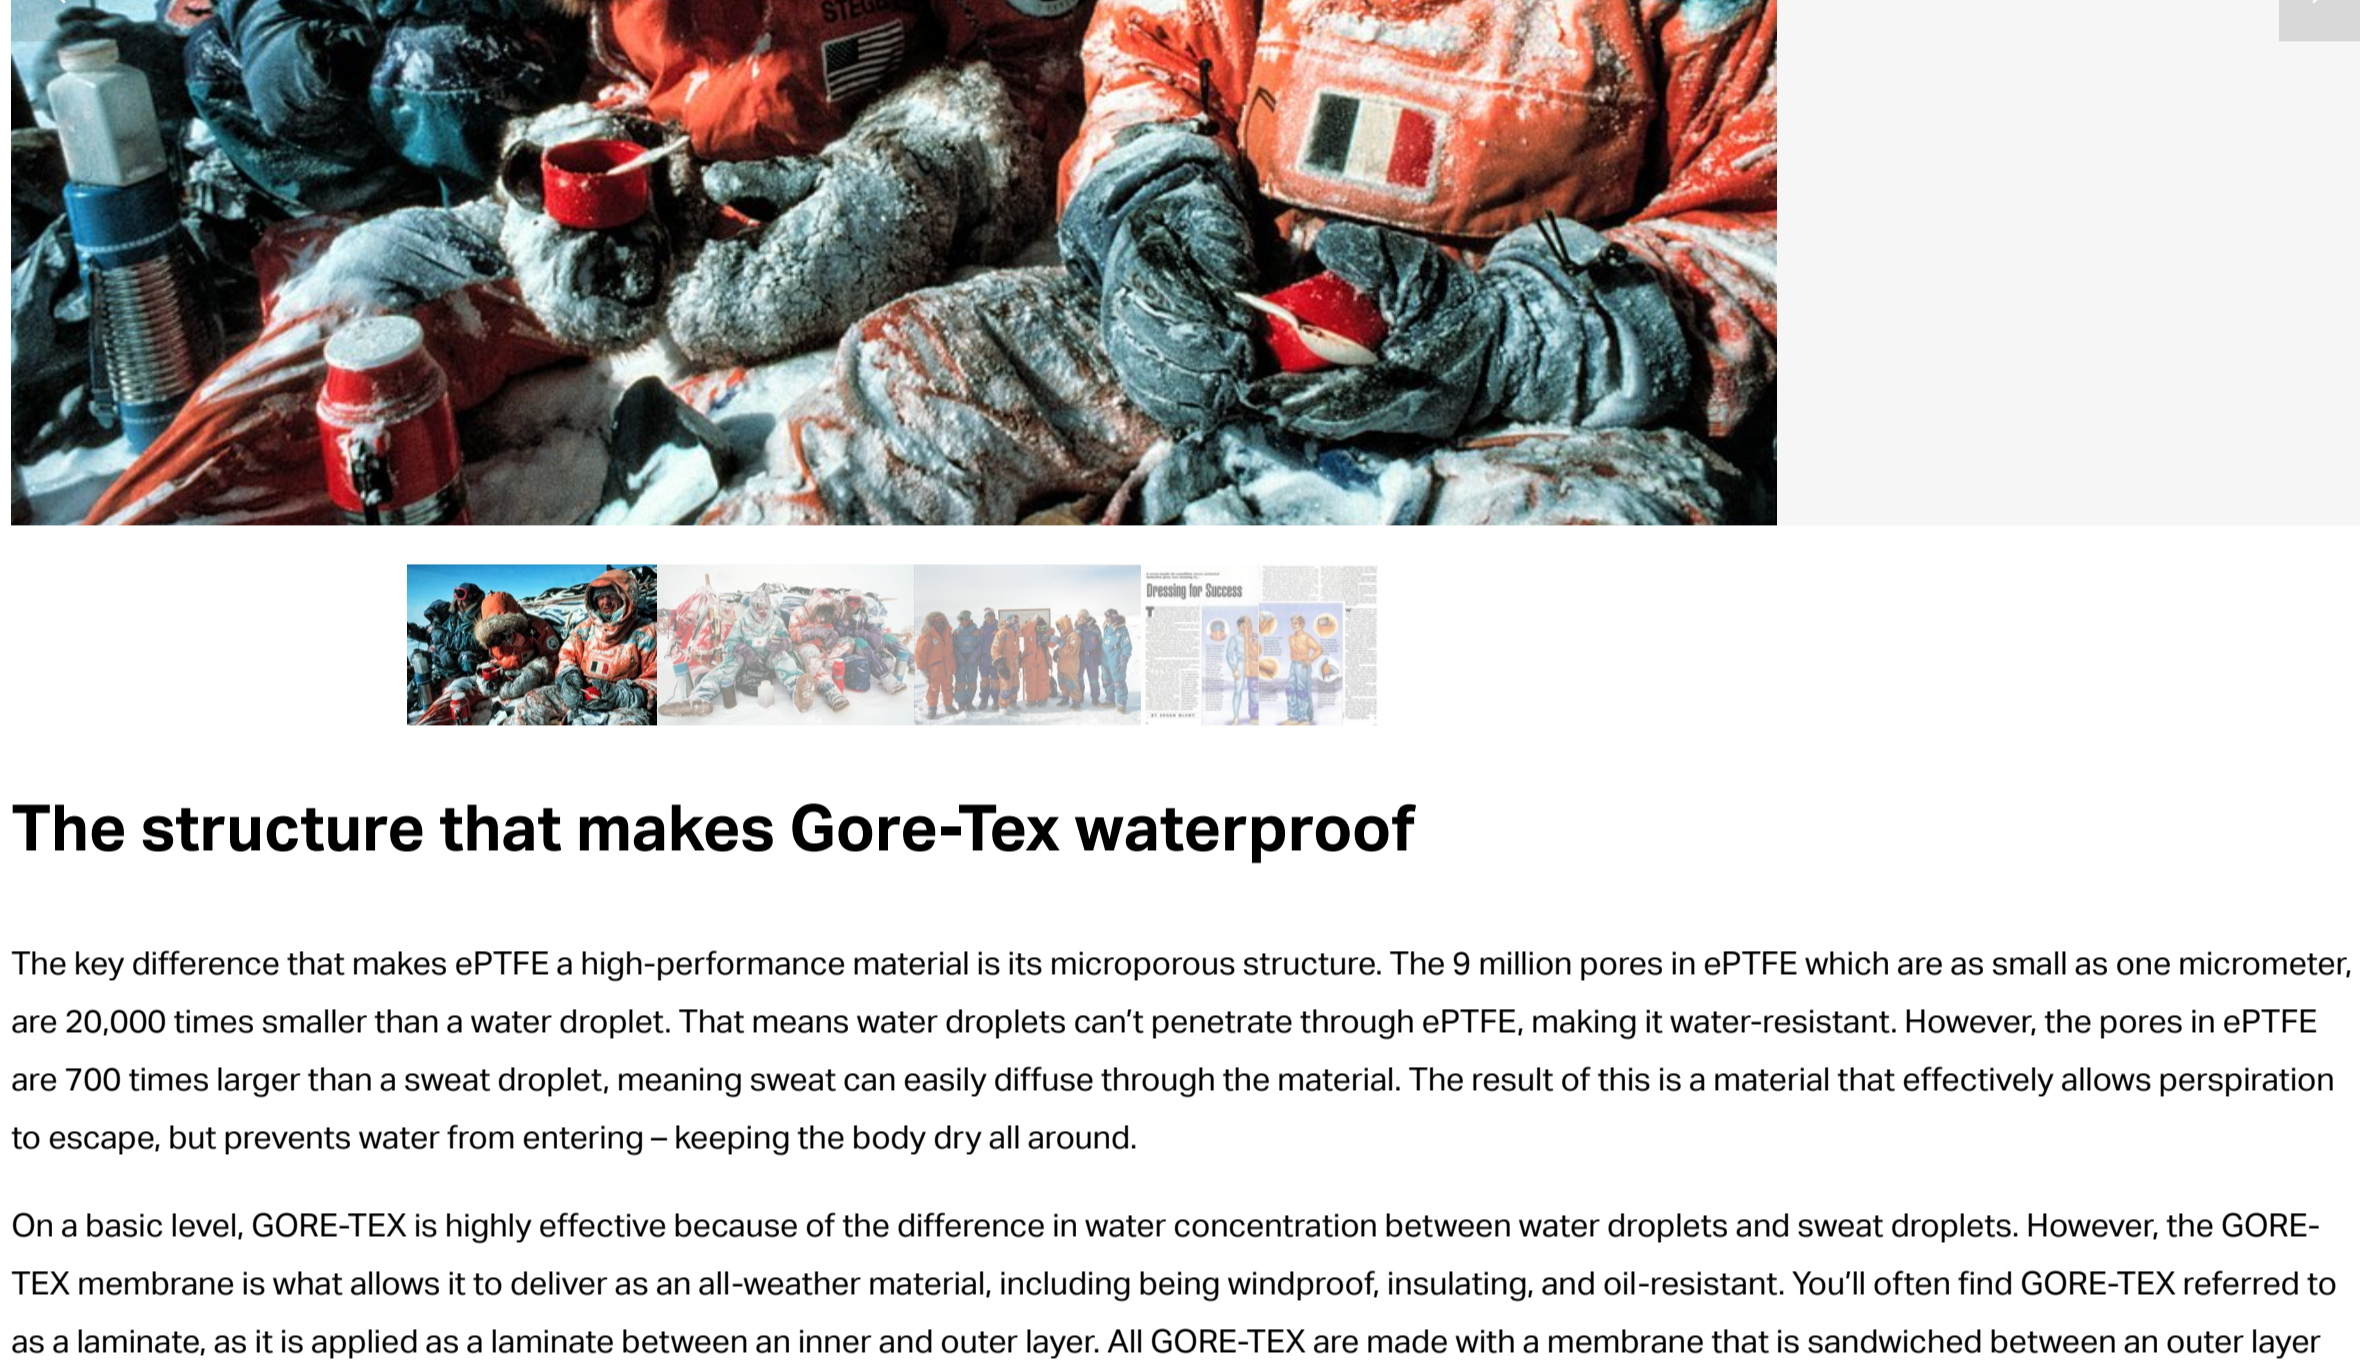 STEGE
Dressing for Success
The structure that makes Gore-Tex waterproof
The key difference that makes ePTFE a high-performance material is its microporous structure. The 9 million pores in ePTFE which are as small as one micrometer,
are 20,000 times smaller than a water droplet. That means water droplets can't penetrate through ePTFE, making it water-resistant. However, the pores in ePTFE
are 700 times larger than a sweat droplet, meaning sweat can easily diffuse through the material. The result of this is a material that effectively allows perspiration
to escape, but prevents water from entering – keeping the body dry all around.
On a basic level, GORE-TEX is highly effective because of the difference in water concentration between water droplets and sweat droplets. However, the GORE-
TEX membrane is what allows it to deliver as an all-weather material, including being windproof, insulating, and oil-resistant. You'll often find GORE-TEX referred to
as a laminate, as it is applied as a laminate between an inner and outer layer. All GORE-TEX are made with a membrane that is sandwiched between an outer layer